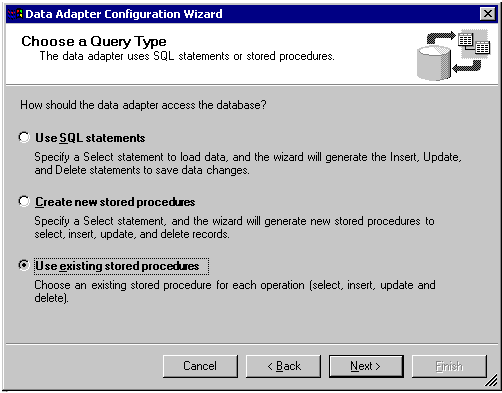 Data Adapter Configuration Wizard
Choose a Query Type
The data adapter uses SQL statements or stored procedures.
How should the data adapter access the database?
Use SQL statements
Specify a Select statement to load data, and the wizard will generate the Insert, Update,
and Delete statements to save data changes.
Create new stored procedures
Specify a Select statement, and the wizard will generate new stored procedures to
select, insert, update, and delete records.
Use existing stored procedures
Choose an existing stored procedure for each operation (select, insert, update and
delete).
Cancel
< Back
Next >
Finish